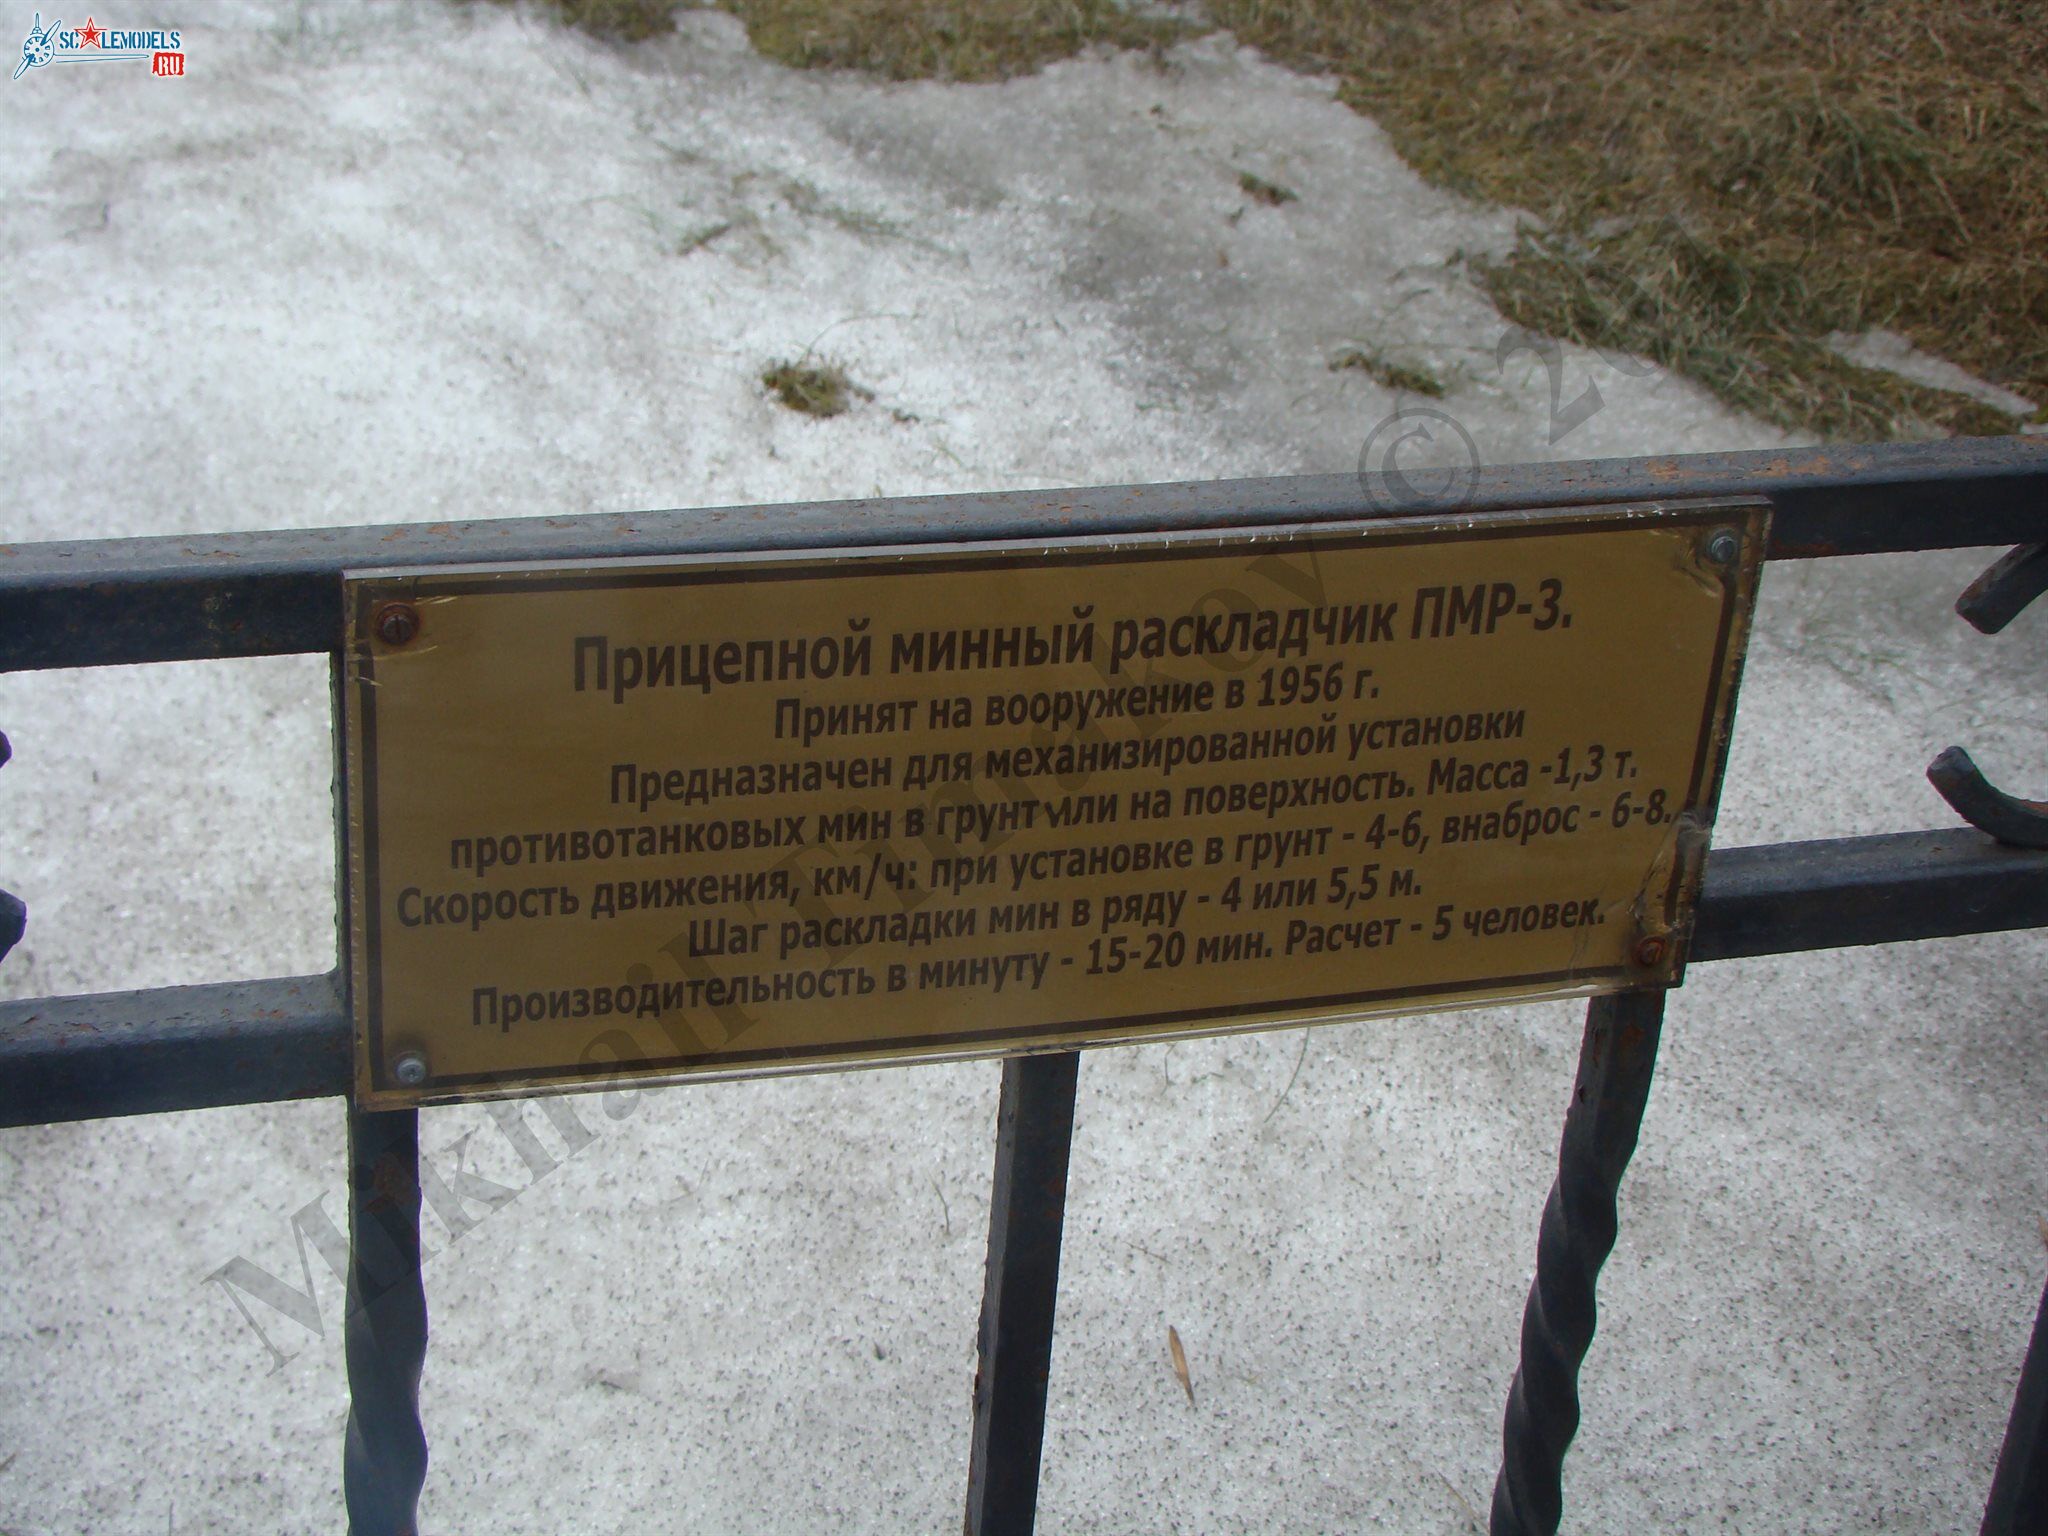 SCALEMODELS
RU
Прицепной минный раскладчик ПМР-3.
Принят на вооружение в 1956 г.
Предназначен для механизированной установки
противотанковых мин в грунт или на поверхность. Масса -1,3 т.
Скорость движения, км/ч: при установке в грунт - 4-6, внаброс - 6-8.
Шаг раскладки мин в ряду - 4 или 5,5 м.
Производительность в минуту - 15-20 мин. Расчет - 5 человек.
Mikhail Timakov ©